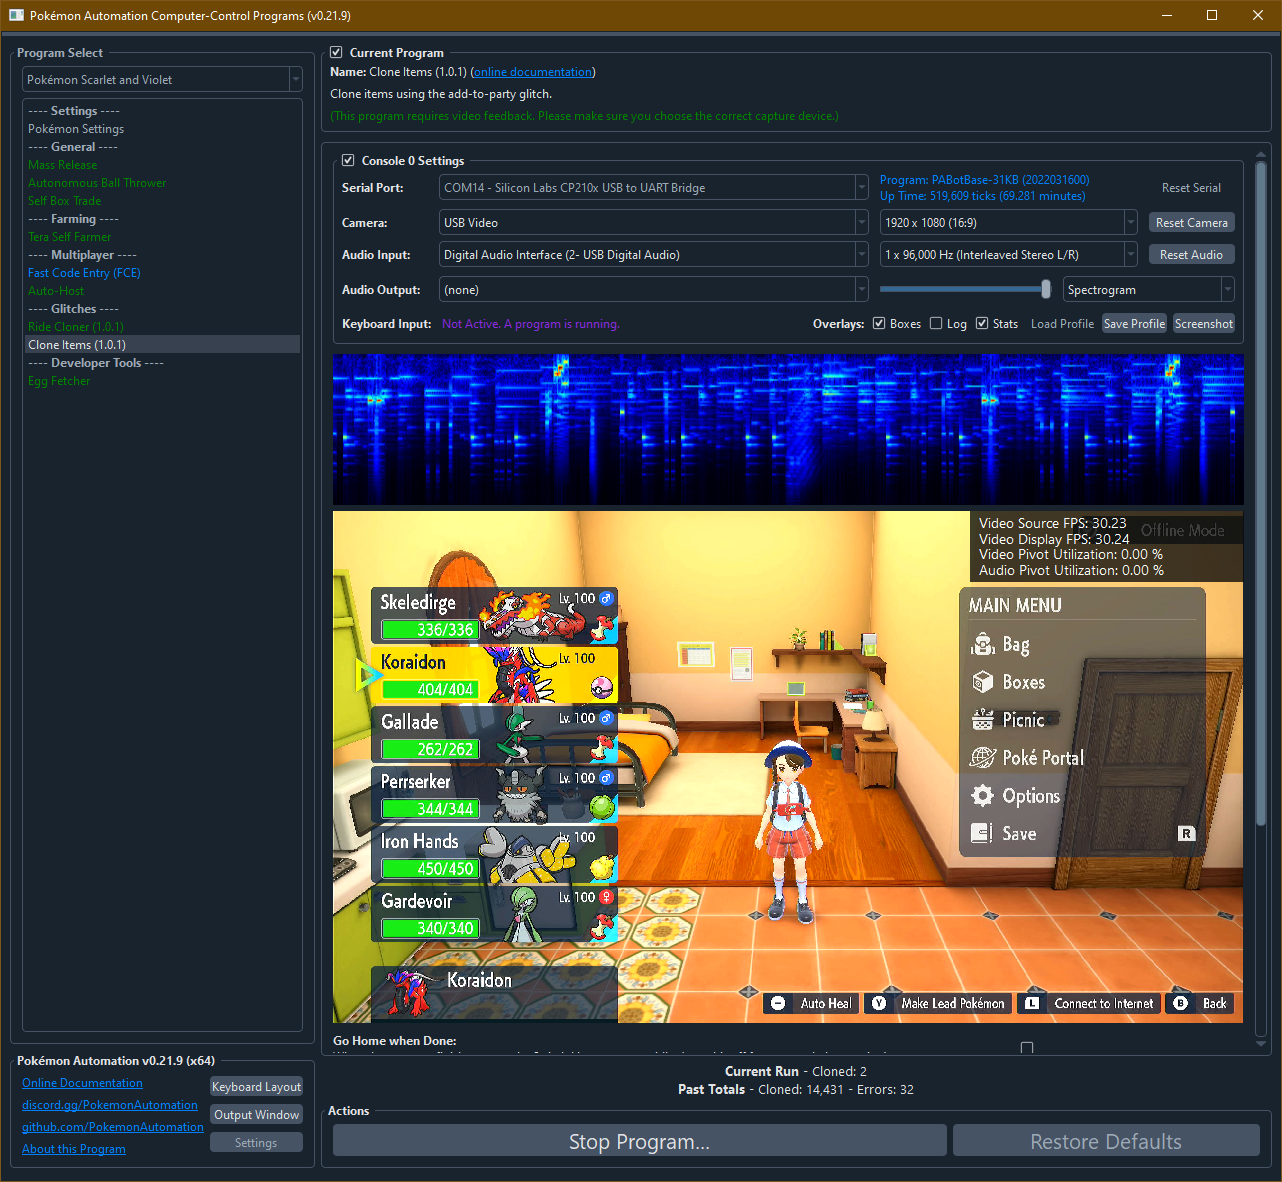 Pokémon Automation Computer-Control Programs (v0.21.9)
Program Select
Pokémon Scarlet and Violet
---- Settings ----
Pokémon Settings
---- General ----
Mass Release
Autonomous Ball Thrower
Self Box Trade
---- Farming ----
Tera Self Farmer
---- Multiplayer ----
Fast Code Entry (FCE)
Auto-Host
---- Glitches ----
Ride Cloner (1.0.1)
Clone Items (1.0.1)
---- Developer Tools ----
Egg Fetcher
Pokémon Automation v0.21.9 (x64)
Online Documentation
Keyboard Layout
discord.gg/PokemonAutomation
Output Window
github.com/PokemonAutomation
Settings
About this Program
Current Program
Name: Clone Items (1.0.1) (online documentation)
Clone items using the add-to-party glitch.
(This program requires video feedback. Please make sure you choose the correct capture device.)
Console 0 Settings
Serial Port: COM14 - Silicon Labs CP210x USB to UART Bridge
Program: PABotBase-31KB (2022031600)
Up Time: 519,609 ticks (69.281 minutes)
Reset Serial
Camera: USB Video 1920 x 1080 (16:9) Reset Camera
Audio Input: Digital Audio Interface (2- USB Digital Audio) 1 x 96,000 Hz (Interleaved Stereo L/R) Reset Audio
Audio Output: (none) Spectrogram
Keyboard Input: Not Active. A program is running. Overlays: Boxes Log Stats Load Profile Save Profile Screenshot
Video Source FPS: 30.23
Video Display FPS: 30.24
Video Pivot Utilization: 0.00 %
Audio Pivot Utilization: 0.00 %
Offline Mode
Skeledirge Lv. 100
336/336
Koraidon Lv. 100
404/404
Gallade Lv. 100
262/262
Perrserker Lv. 100
344/344
Iron Hands Lv. 100
450/450
Gardevoir Lv. 100
340/340
Koraidon
MAIN MENU
Bag
Boxes
Picnic
Poké Portal
Options
Save
R
Auto Heal Y Make Lead Pokémon L Connect to Internet B Back
Go Home when Done:
Current Run - Cloned: 2
Past Totals - Cloned: 14,431 - Errors: 32
Actions
Stop Program...
Restore Defaults